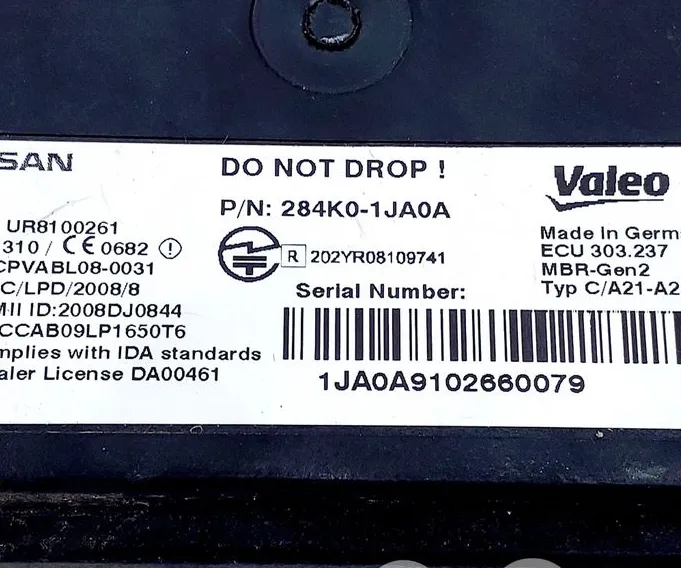 SSAN
DO NOT DROP !
Valeo
P/N: 284K0-1JA0A
UR8100261
310 / CE 0682
CPVABL08-0031
C/LPD/2008/8
MII ID:2008DJ0844
CCAB09LP1650T6
mplies with IDA standards
aler License DA00461
R 202YR08109741
Serial Number:
1JA0A9102660079
Made in Germ
ECU 303.237
MBR-Gen2
Typ C/A21-A2